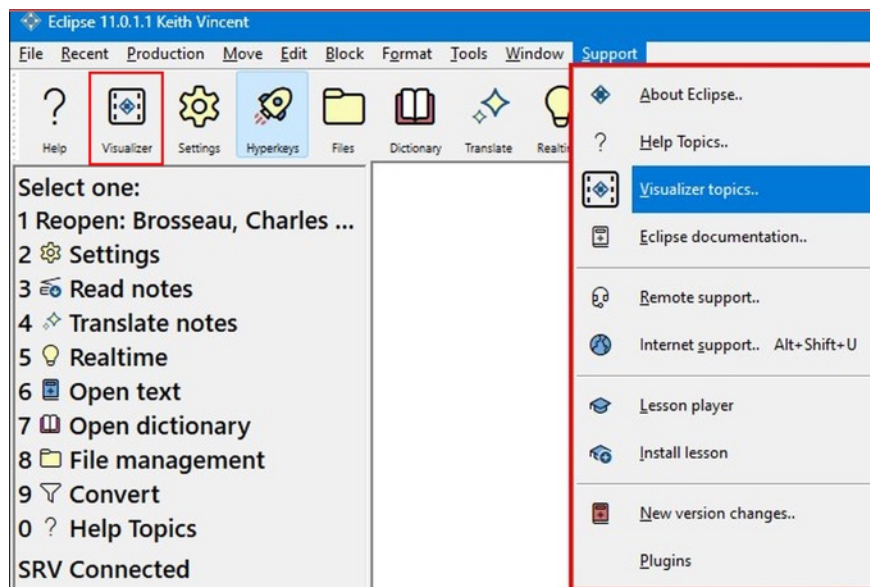 Eclipse 11.0.1.1 Keith Vincent
File Recent Production Move Edit Block Format Tools Window Support
Help Visualizer Settings Hyperkeys Files Dictionary Translate
Select one:
1 Reopen: Brosseau, Charles ...
2 Settings
3 Read notes
4 Translate notes
5 Realtime
6 Open text
7 Open dictionary
8 File management
9 Convert
0 ? Help Topics
SRV Connected
About Eclipse..
? Help Topics..
Visualizer topics..
Eclipse documentation..
Remote support..
Internet support.. Alt+Shift+U
Lesson player
Install lesson
New version changes..
Plugins